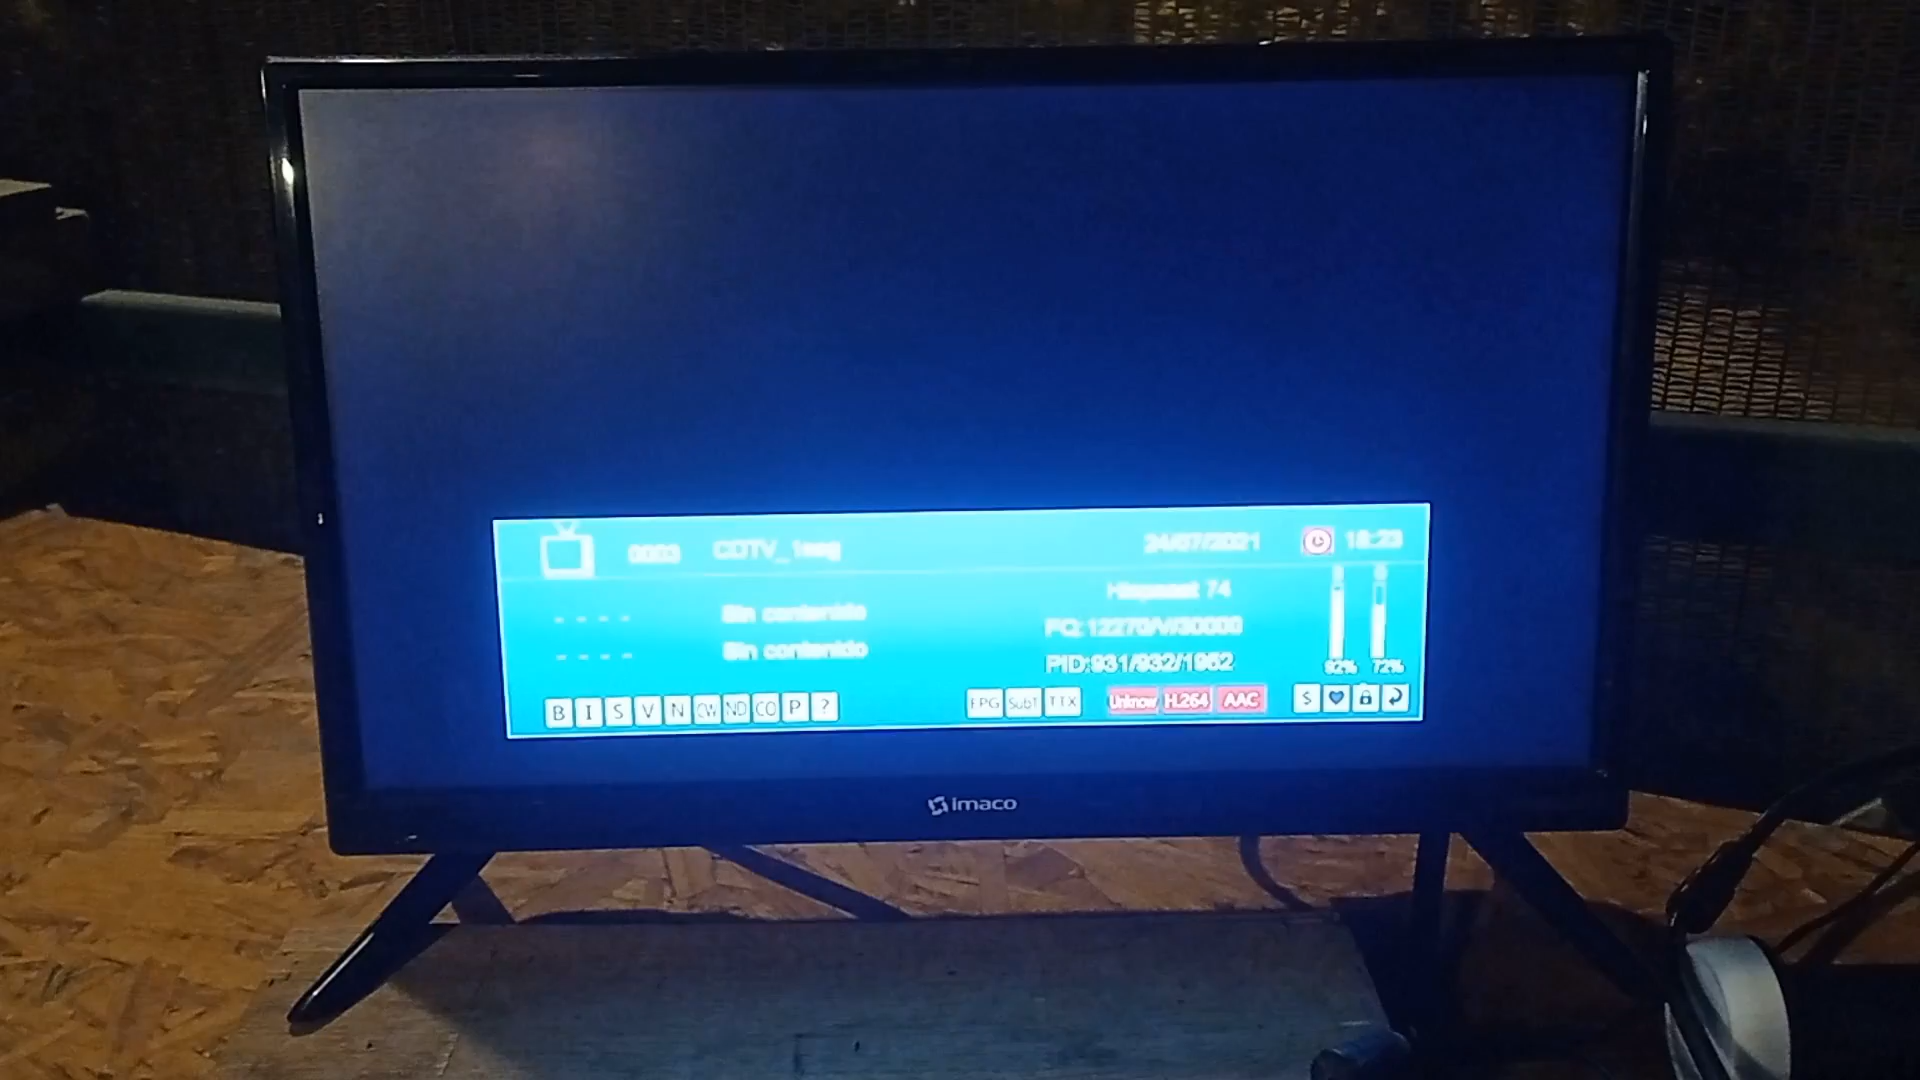 0003 CDTV_1seg 24/07/2021 18:23
Hispasat 74
- - - - Sin contenido
FQ:12270/V/30000
- - - - Sin contenido
PID:931/932/1952
92% 72%
B I S V N CW ND CO P ? EPG SubT TTX Unknow H.264 AAC $
imaco